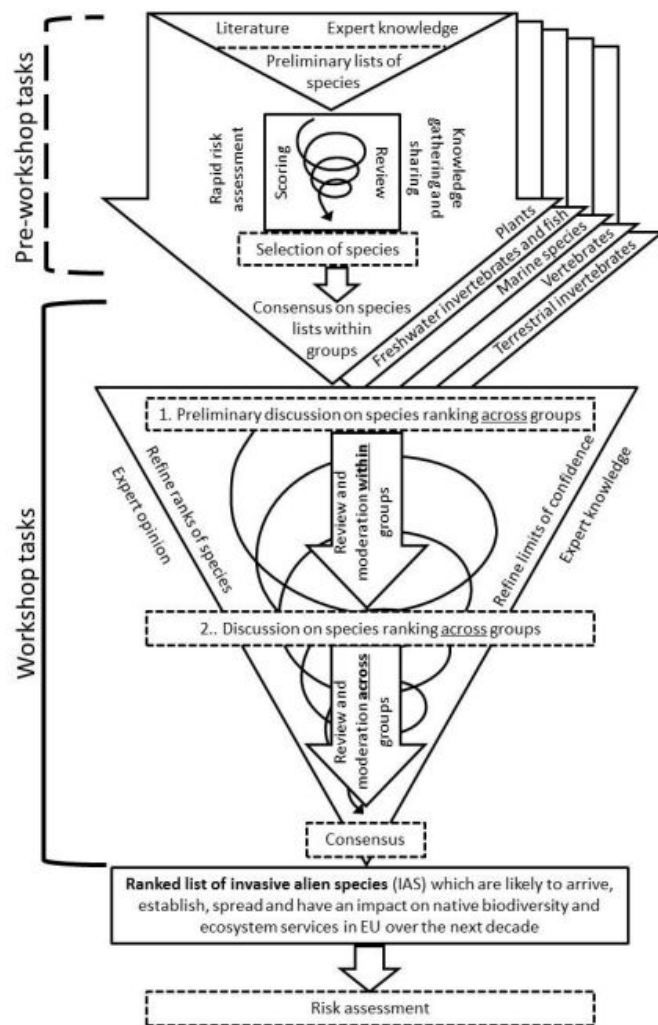 Pre-workshop tasks
Literature Expert knowledge
Preliminary lists of
species
Rapid risk
assessment
Scoring
Review
Knowledge
gathering and
sharing
Selection of species
Consensus on species
lists within
groups
Plants
Freshwater invertebrates and fish
Marine species
Vertebrates
Terrestrial invertebrates
Workshop tasks
1. Preliminary discussion on species ranking across groups
Refine ranks of species
Expert opinion
Review and
moderation within
groups
Refine limits of confidence
Expert knowledge
2.. Discussion on species ranking across groups
Review and
moderation across
groups
Consensus
Ranked list of invasive alien species (IAS) which are likely to arrive,
establish, spread and have an impact on native biodiversity and
ecosystem services in EU over the next decade
Risk assessment